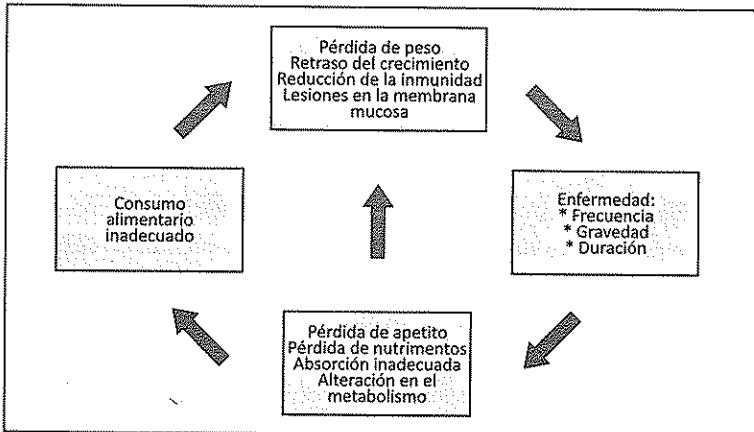 Pérdida de peso
Retraso del crecimiento
Reducción de la inmunidad
Lesiones en la membrana
mucosa
Consumo
alimentario
inadecuado
Enfermedad:
* Frecuencia
* Gravedad
* Duración
Pérdida de apetito
Pérdida de nutrimentos
Absorción inadecuada
Alteración en el
metabolismo